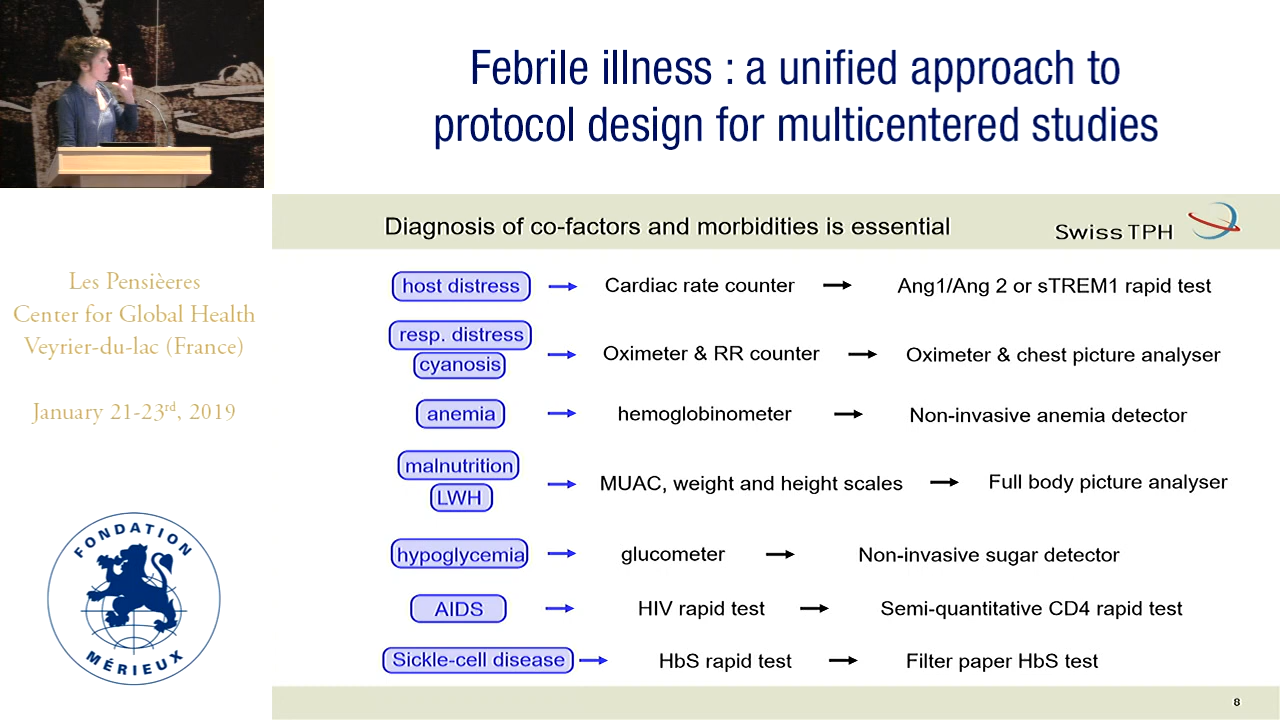 Febrile illness : a unified approach to
protocol design for multicentered studies
Les Pensièeres
Center for Global Health
Veyrier-du-lac (France)
January 21-23rd, 2019
FONDATION
MÉRIEUX
Diagnosis of co-factors and morbidities is essential
Swiss TPH
host distress → Cardiac rate counter → Ang1/Ang 2 or sTREM1 rapid test
resp. distress
cyanosis → Oximeter & RR counter → Oximeter & chest picture analyser
anemia → hemoglobinometer → Non-invasive anemia detector
malnutrition
LWH → MUAC, weight and height scales → Full body picture analyser
hypoglycemia → glucometer → Non-invasive sugar detector
AIDS → HIV rapid test → Semi-quantitative CD4 rapid test
Sickle-cell disease → HbS rapid test → Filter paper HbS test
8